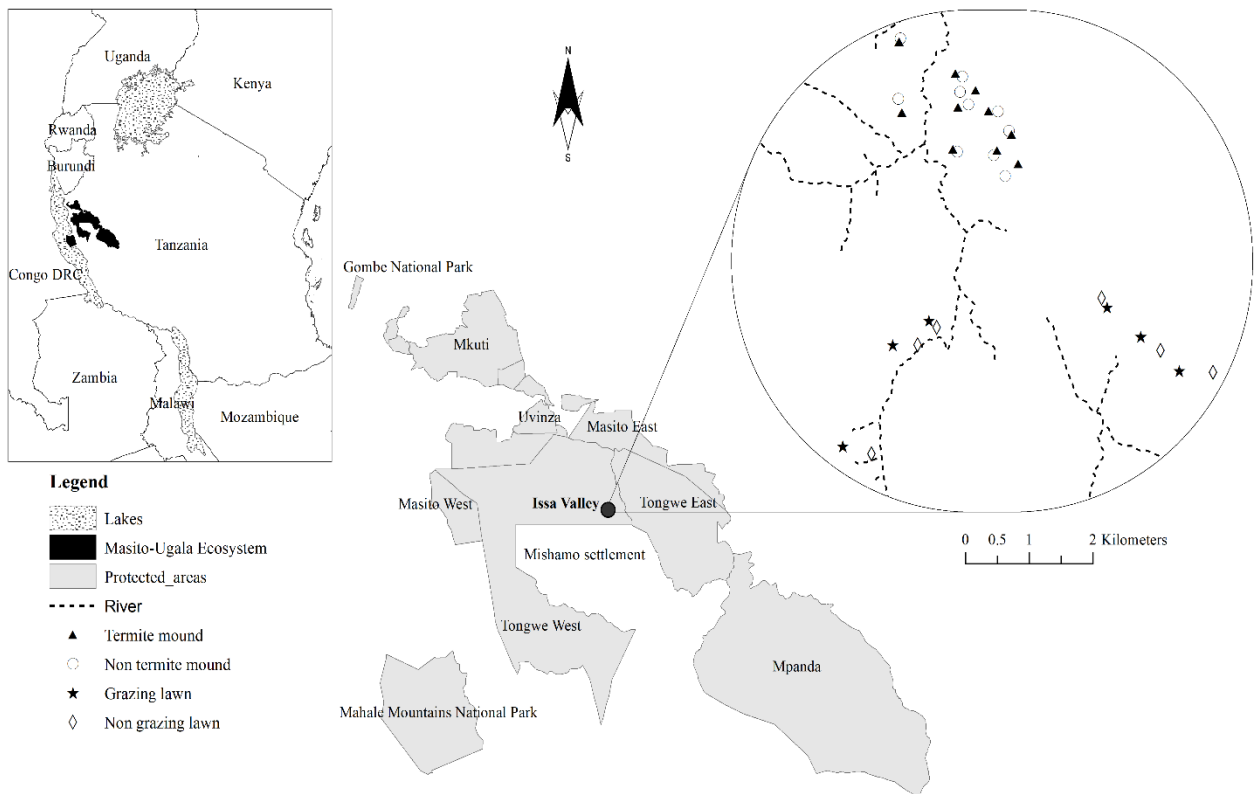 Uganda
Kenya
Rwanda
Burundi
Tanzania
Congo DRC
Zambia
Malawi
Mozambique
N
S
Gombe National Park
Mkuti
Uvinza
Masito East
Masito West
Issa Valley
Tongwe East
Mishamo settlement
Tongwe West
Mpanda
Mahale Mountains National Park
0 0.5 1 2 Kilometers
Legend
Lakes
Masito-Ugala Ecosystem
Protected_areas
River
Termite mound
Non termite mound
Grazing lawn
Non grazing lawn